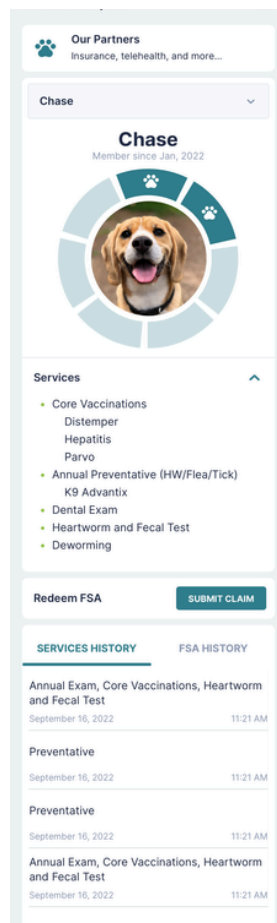 Our Partners
Insurance, telehealth, and more...
Chase
Chase
Member since Jan, 2022
Services
Core Vaccinations
Distemper
Hepatitis
Parvo
Annual Preventative (HW/Flea/Tick)
K9 Advantix
Dental Exam
Heartworm and Fecal Test
Deworming
Redeem FSA
SUBMIT CLAIM
SERVICES HISTORY FSA HISTORY
Annual Exam, Core Vaccinations, Heartworm
and Fecal Test
September 16, 2022 11:21 AM
Preventative
September 16, 2022 11:21 AM
Preventative
September 16, 2022 11:21 AM
Annual Exam, Core Vaccinations, Heartworm
and Fecal Test
September 16, 2022 11:21 AM